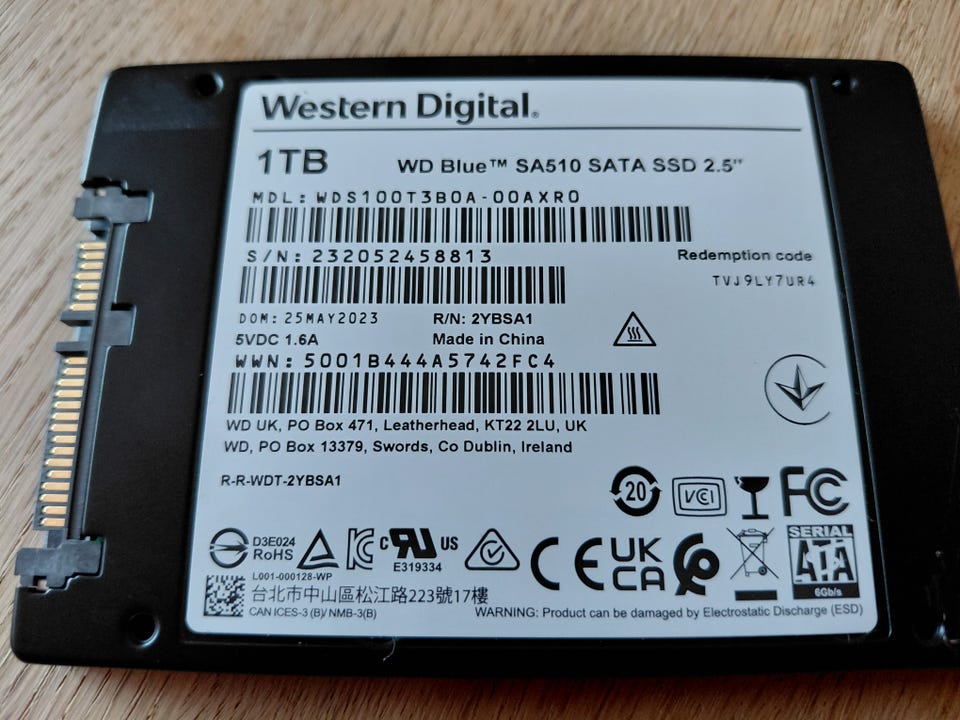 Western Digital.
1TB WD Blue™ SA510 SATA SSD 2.5"
MDL: WDS100T3B0A-00AXR0
S/N: 232052458813
Redemption code
TVJ9LY7UR4
DOM: 25MAY2023 R/N: 2YBSA1
5VDC 1.6A Made in China
WWN: 5001B444A5742FC4
WD UK, PO Box 471, Leatherhead, KT22 2LU, UK
WD, PO Box 13379, Swords, Co Dublin, Ireland
R-R-WDT-2YBSA1
20 VCI FC
D3E024
RoHS
c RU US
E319334
CE
UK
CA
SERIAL
ATA
6Gb/s
L001-000128-WP
台北市中山區松江路223號17樓
CAN ICES-3 (B)/ NMB-3(B)
WARNING: Product can be damaged by Electrostatic Discharge (ESD)